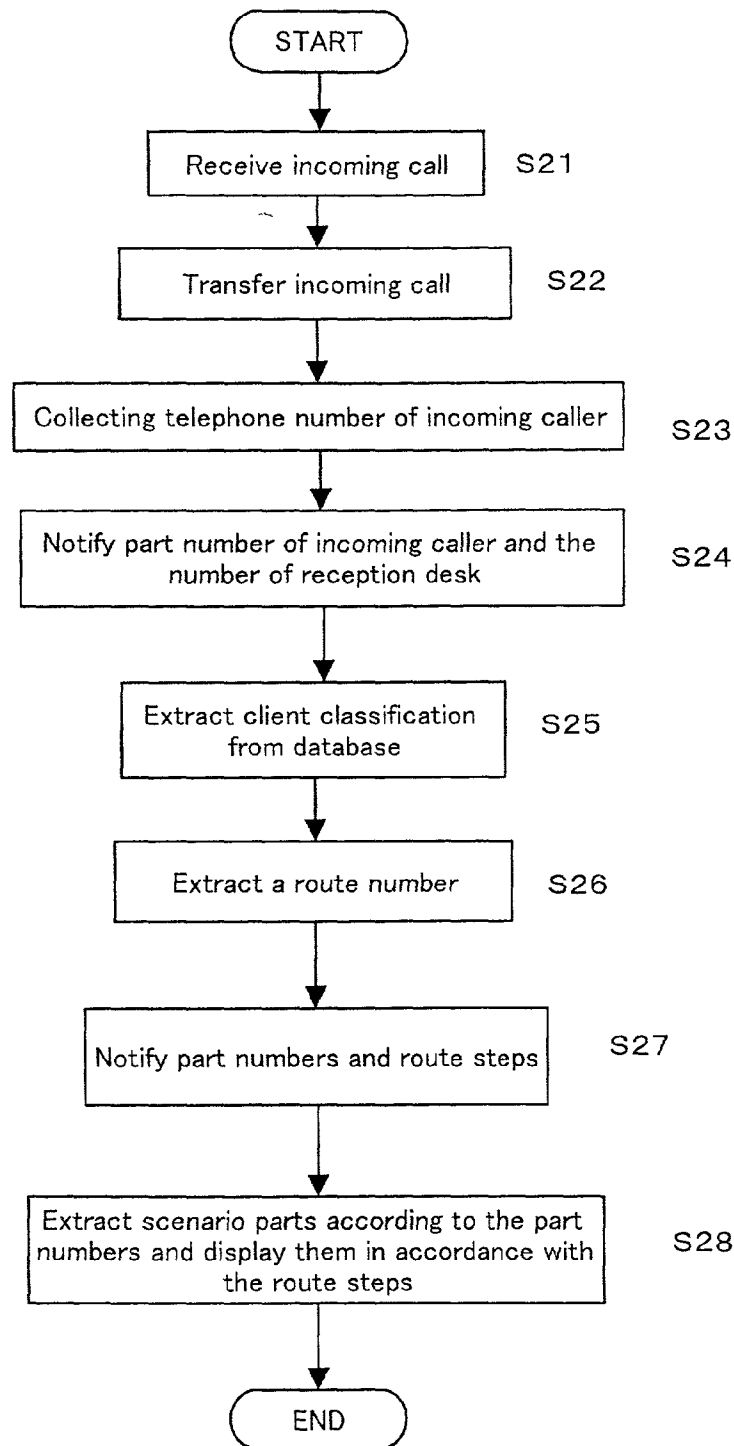 START
Receive incoming call
S21
Transfer incoming call
S22
Collecting telephone number of incoming caller
S23
Notify part number of incoming caller and the
number of reception desk
S24
Extract client classification
from database
S25
Extract a route number
S26
Notify part numbers and route steps
S27
Extract scenario parts according to the part
numbers and display them in accordance with
the route steps
S28
END